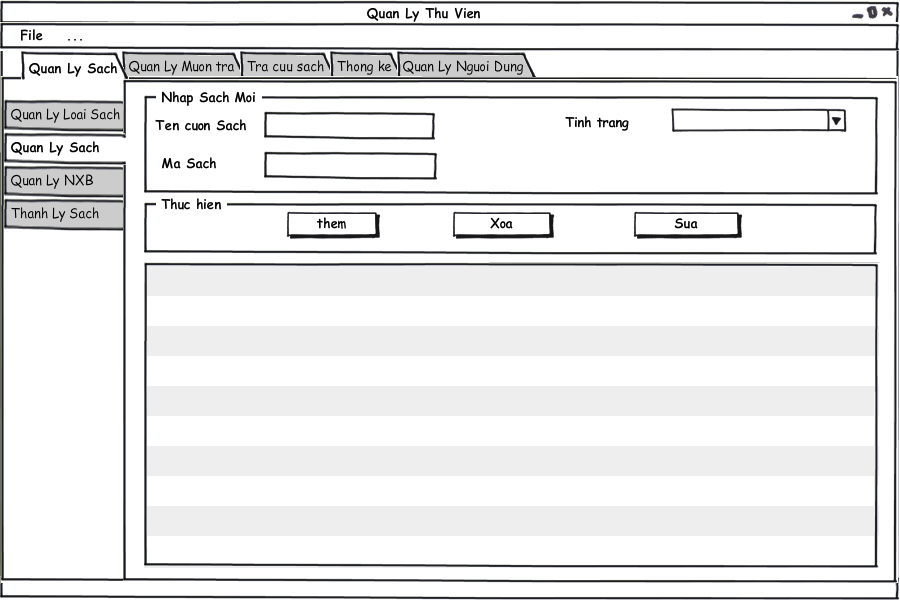 Quan Ly Thu Vien
File ...
Quan Ly Sach Quan Ly Muon tra Tra cuu sach Thong ke Quan Ly Nguoi Dung
Quan Ly Loai Sach
Quan Ly Sach
Quan Ly NXB
Thanh Ly Sach
Nhap Sach Moi
Ten cuon Sach Tinh trang
Ma Sach
Thuc hien
them Xoa Sua